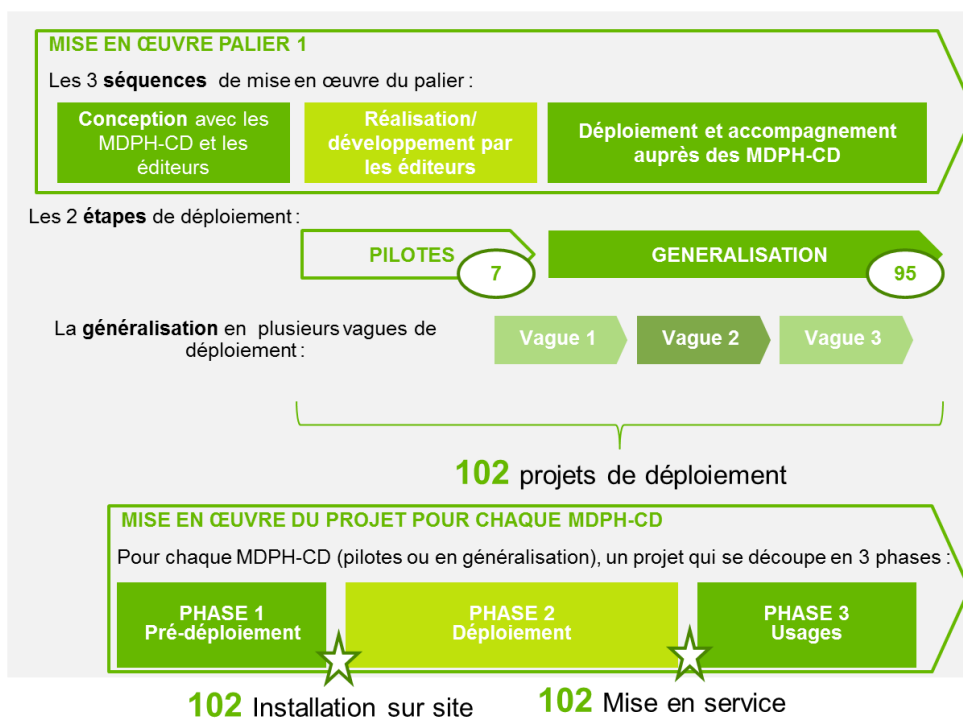 MISE EN ŒUVRE PALIER 1
Les 3 séquences de mise en œuvre du palier :
Conception avec les
MDPH-CD et les
éditeurs
Réalisation/
développement par
les éditeurs
Déploiement et accompagnement
auprès des MDPH-CD
Les 2 étapes de déploiement :
PILOTES
7
GENERALISATION
95
La généralisation en plusieurs vagues de
déploiement :
Vague 1
Vague 2
Vague 3
102 projets de déploiement
MISE EN ŒUVRE DU PROJET POUR CHAQUE MDPH-CD
Pour chaque MDPH-CD (pilotes ou en généralisation), un projet qui se découpe en 3 phases :
PHASE 1
Pré-déploiement
PHASE 2
Déploiement
PHASE 3
Usages
102 Installation sur site
102 Mise en service